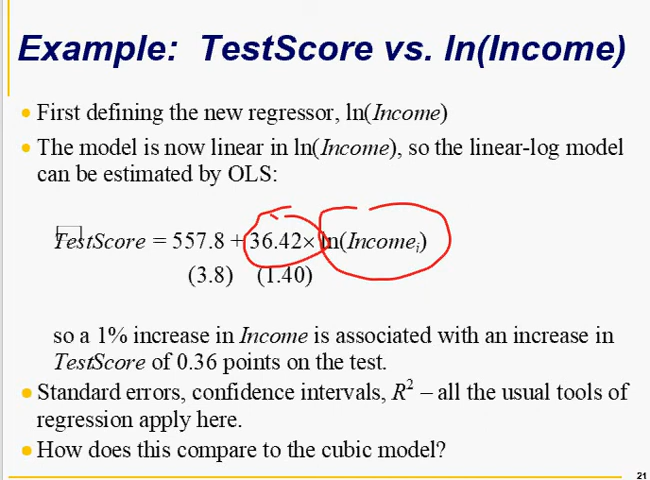 Example: TestScore vs. ln(Income)
• First defining the new regressor, ln(Income)
• The model is now linear in ln(Income), so the linear-log model
can be estimated by OLS:
TestScore = 557.8 + 36.42× ln(Incomeᵢ)
(3.8) (1.40)
so a 1% increase in Income is associated with an increase in
TestScore of 0.36 points on the test.
• Standard errors, confidence intervals, R² – all the usual tools of
regression apply here.
• How does this compare to the cubic model?
21